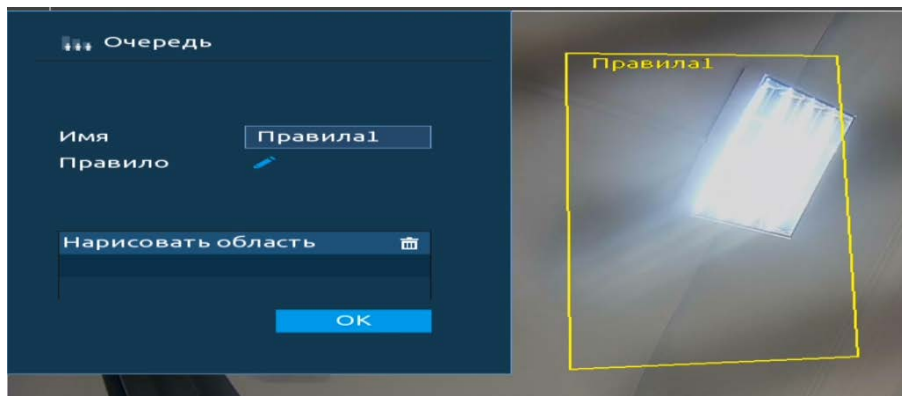 Очередь
Имя Правила1
Правило
Нарисовать область
OK
Правила1